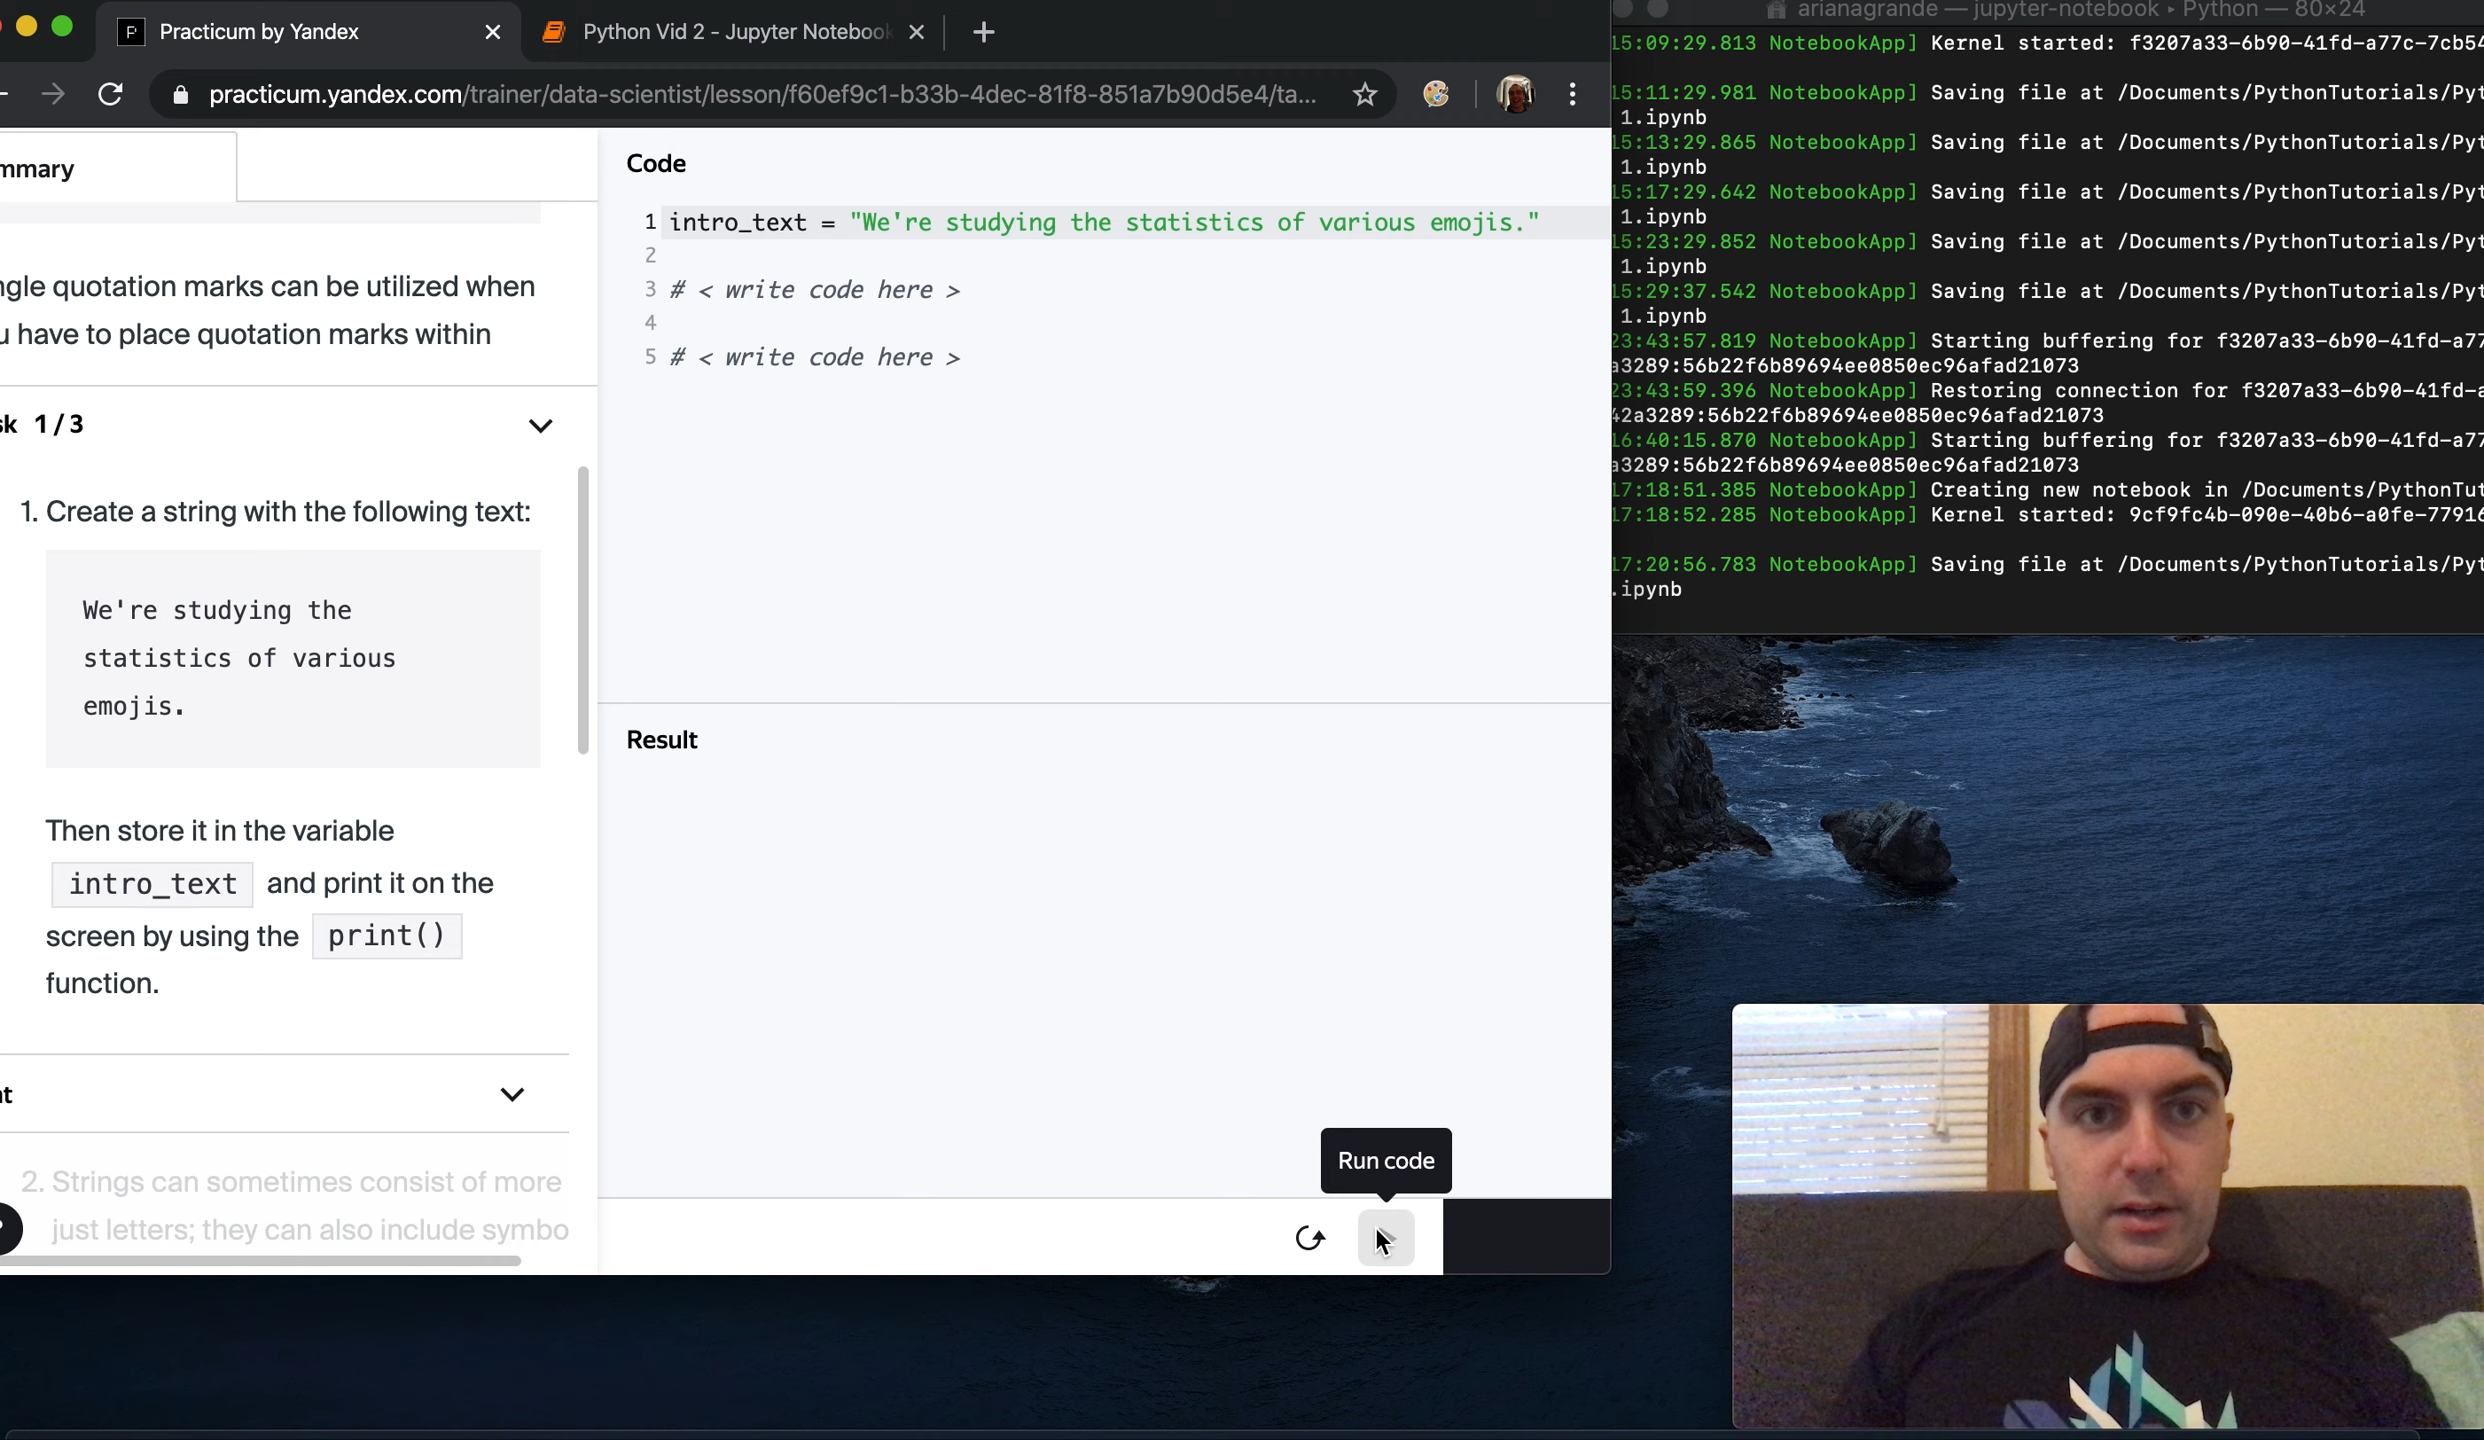 Practicum by Yandex
Python Vid 2 - Jupyter Notebook
practicum.yandex.com/trainer/data-scientist/lesson/f60ef9c1-b33b-4dec-81f8-851a7b90d5e4/ta...
mmary
ngle quotation marks can be utilized when
u have to place quotation marks within
sk 1 / 3
1. Create a string with the following text:
We're studying the
statistics of various
emojis.
Then store it in the variable
intro_text and print it on the
screen by using the print()
function.
nt
2. Strings can sometimes consist of more
just letters; they can also include symbo
Code
1 intro_text = "We're studying the statistics of various emojis."
2
3 # < write code here >
4
5 # < write code here >
Result
Run code
arianagrande — jupyter-notebook ▸ Python — 80×24
15:09:29.813 NotebookApp] Kernel started: f3207a33-6b90-41fd-a77c-7cb54
15:11:29.981 NotebookApp] Saving file at /Documents/PythonTutorials/Pyt
1.ipynb
15:13:29.865 NotebookApp] Saving file at /Documents/PythonTutorials/Pyt
1.ipynb
15:17:29.642 NotebookApp] Saving file at /Documents/PythonTutorials/Pyt
1.ipynb
15:23:29.852 NotebookApp] Saving file at /Documents/PythonTutorials/Pyt
1.ipynb
15:29:37.542 NotebookApp] Saving file at /Documents/PythonTutorials/Pyt
1.ipynb
23:43:57.819 NotebookApp] Starting buffering for f3207a33-6b90-41fd-a77
a3289:56b22f6b89694ee0850ec96afad21073
23:43:59.396 NotebookApp] Restoring connection for f3207a33-6b90-41fd-a
42a3289:56b22f6b89694ee0850ec96afad21073
16:40:15.870 NotebookApp] Starting buffering for f3207a33-6b90-41fd-a77
a3289:56b22f6b89694ee0850ec96afad21073
17:18:51.385 NotebookApp] Creating new notebook in /Documents/PythonTut
17:18:52.285 NotebookApp] Kernel started: 9cf9fc4b-090e-40b6-a0fe-77916
17:20:56.783 NotebookApp] Saving file at /Documents/PythonTutorials/Pyt
.ipynb